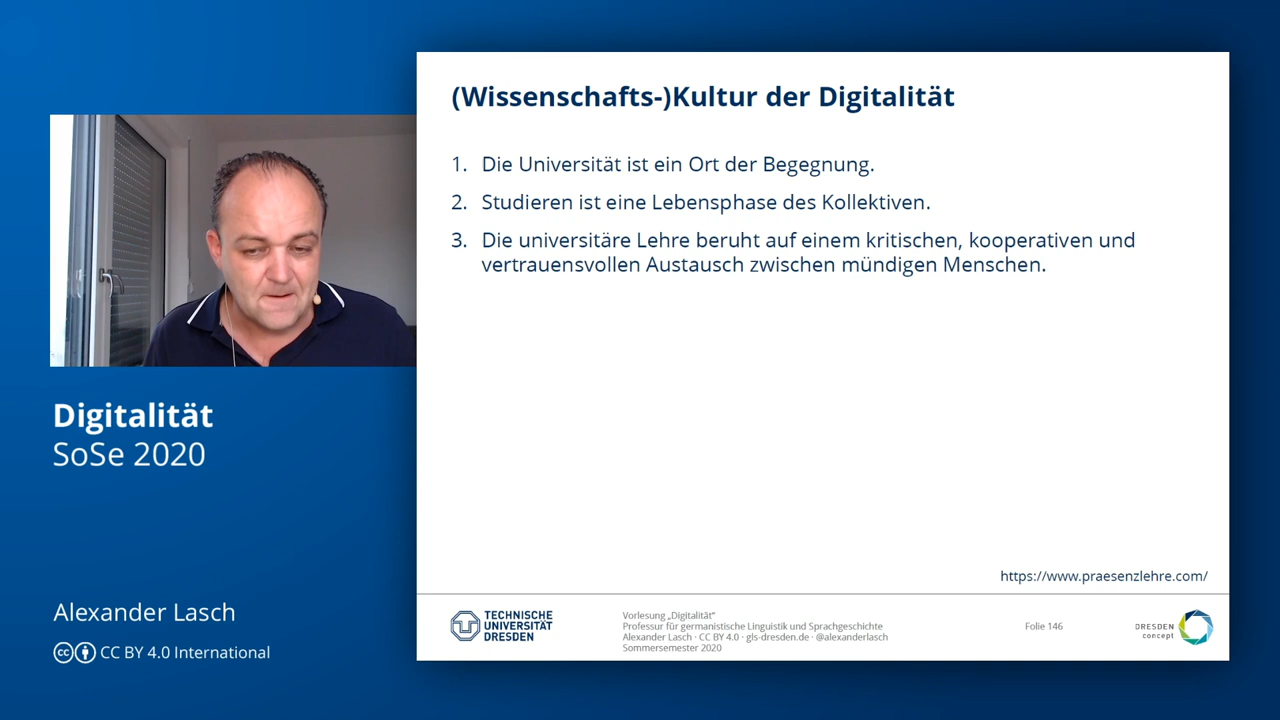 (Wissenschafts-)Kultur der Digitalität
1. Die Universität ist ein Ort der Begegnung.
2. Studieren ist eine Lebensphase des Kollektiven.
3. Die universitäre Lehre beruht auf einem kritischen, kooperativen und
vertrauensvollen Austausch zwischen mündigen Menschen.
Digitalität
SoSe 2020
https://www.praesenzlehre.com/
Alexander Lasch
CC BY 4.0 International
TECHNISCHE
UNIVERSITÄT
DRESDEN
Vorlesung „Digitalität“
Professur für germanistische Linguistik und Sprachgeschichte
Alexander Lasch · CC BY 4.0 · gls-dresden.de · @alexanderlasch
Sommersemester 2020
Folie 146
DRESDEN
concept